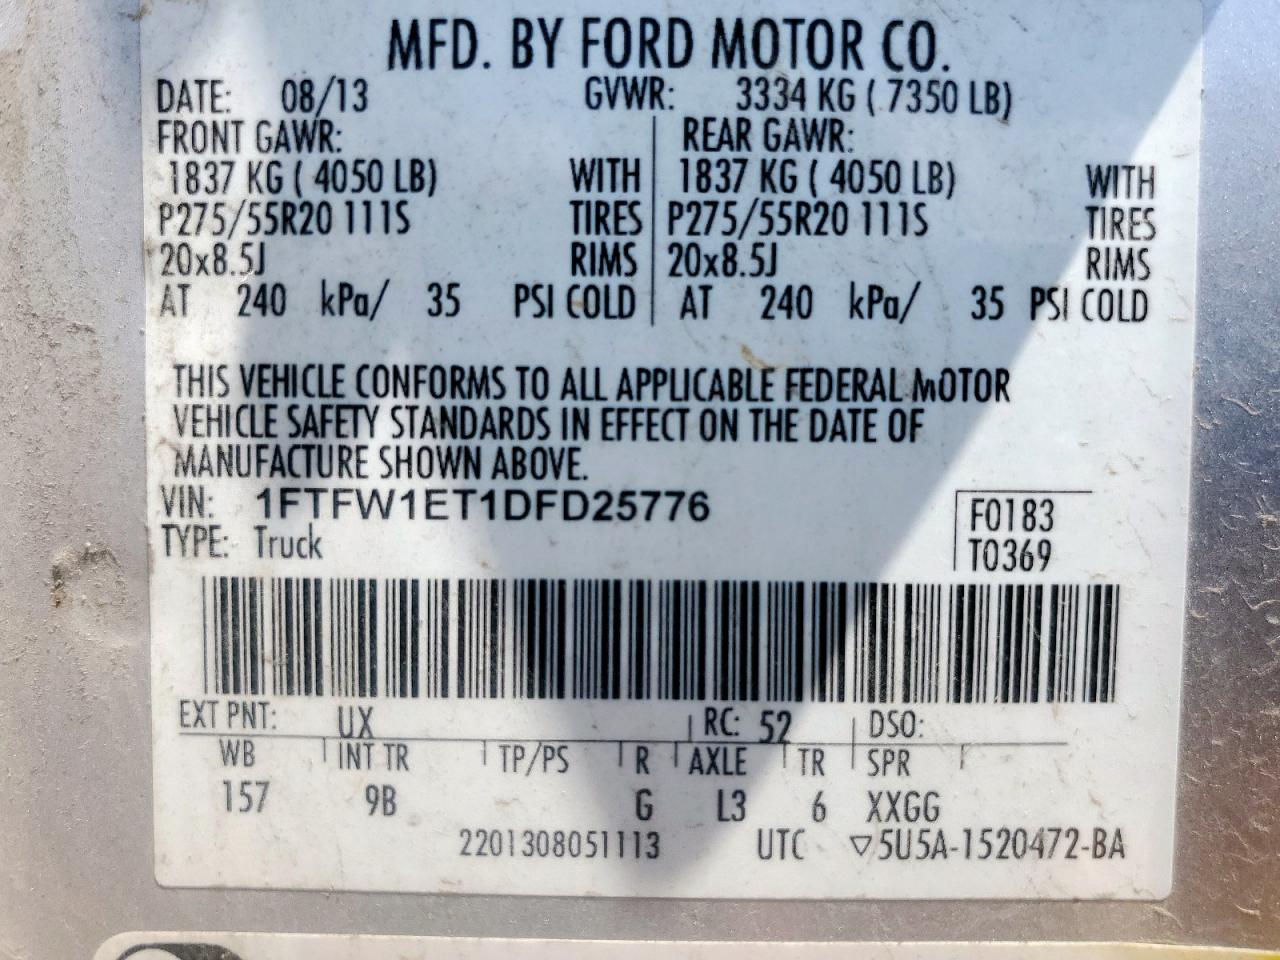 MFD. BY FORD MOTOR CO.
DATE: 08/13 GVWR: 3334 KG ( 7350 LB)
FRONT GAWR: REAR GAWR:
1837 KG ( 4050 LB) WITH 1837 KG ( 4050 LB) WITH
P275/55R20 111S TIRES P275/55R20 111S TIRES
20x8.5J RIMS 20x8.5J RIMS
AT 240 kPa/ 35 PSI COLD AT 240 kPa/ 35 PSI COLD
THIS VEHICLE CONFORMS TO ALL APPLICABLE FEDERAL MOTOR
VEHICLE SAFETY STANDARDS IN EFFECT ON THE DATE OF
MANUFACTURE SHOWN ABOVE.
VIN: 1FTFW1ET1DFD25776
F0183
TYPE: Truck
T0369
EXT PNT: UX RC: 52 DSO:
WB INT TR TP/PS R AXLE TR SPR
157 9B G L3 6 XXGG
2201308051113 UTC ▽5U5A-1520472-BA